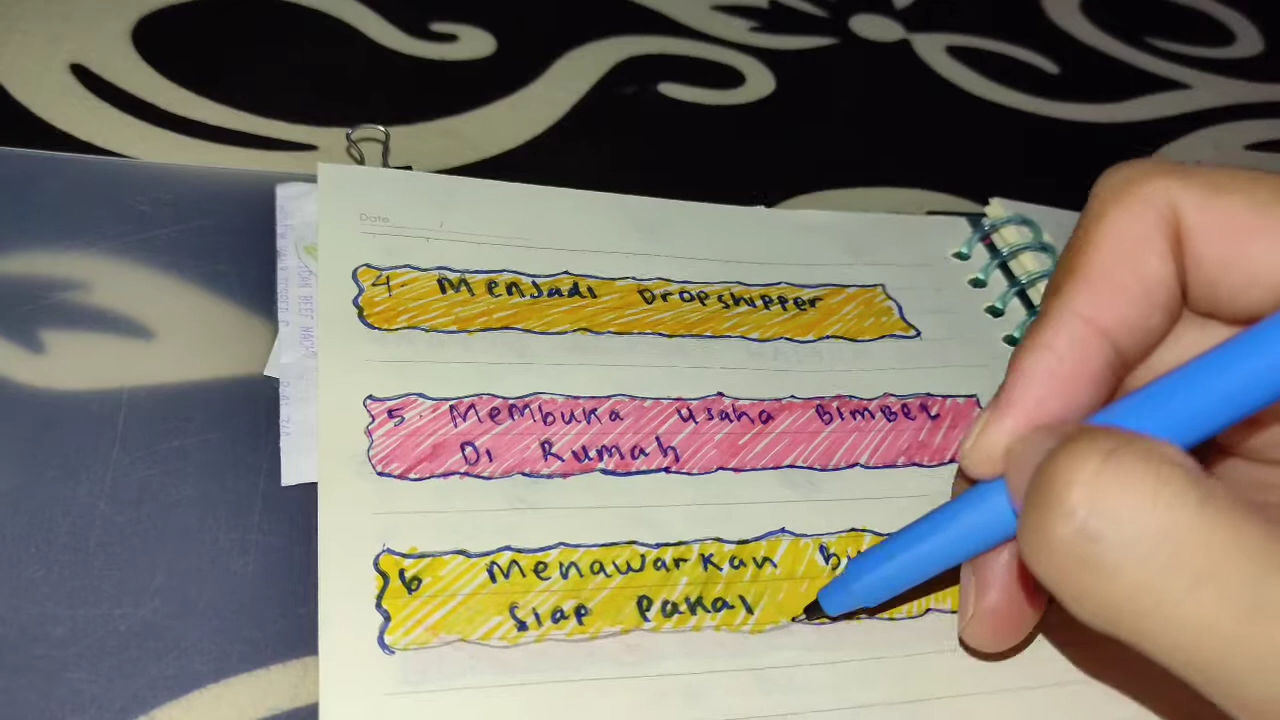 Date
4. Menjadi Dropshipper
5. Membuka usaha Bimbel
Di Rumah
6 Menawarkan
Siap Pakai